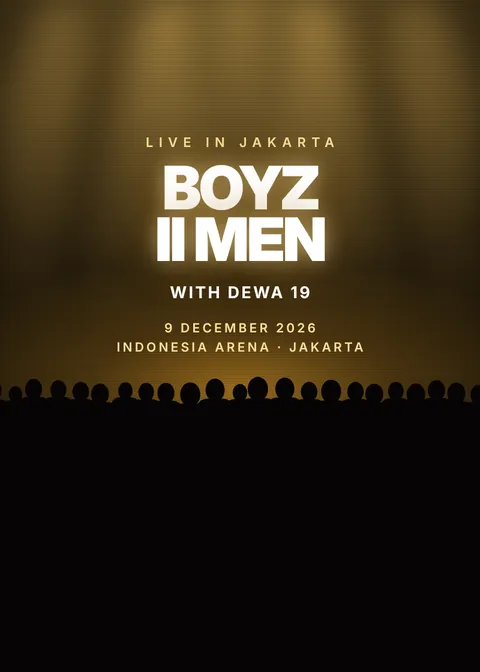 LIVE IN JAKARTA
BOYZ
II MEN
WITH DEWA 19
9 DECEMBER 2026
INDONESIA ARENA · JAKARTA